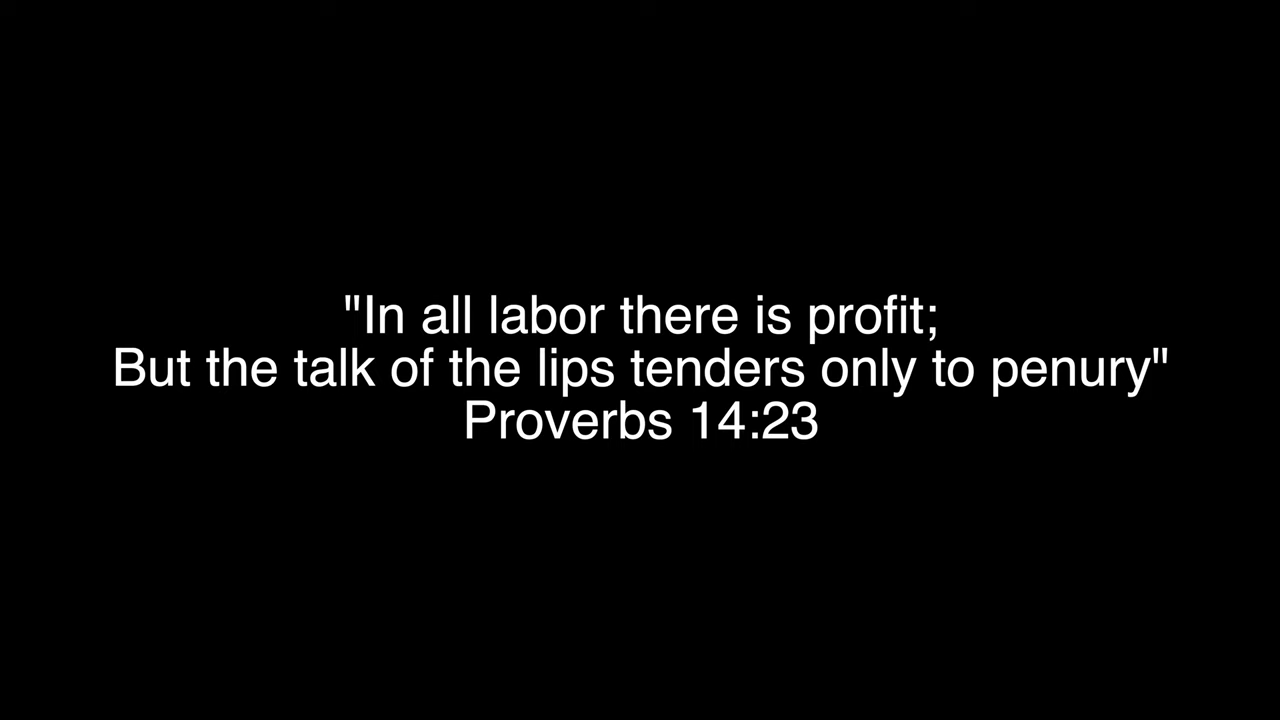 "In all labor there is profit;
But the talk of the lips tenders only to penury"
Proverbs 14:23